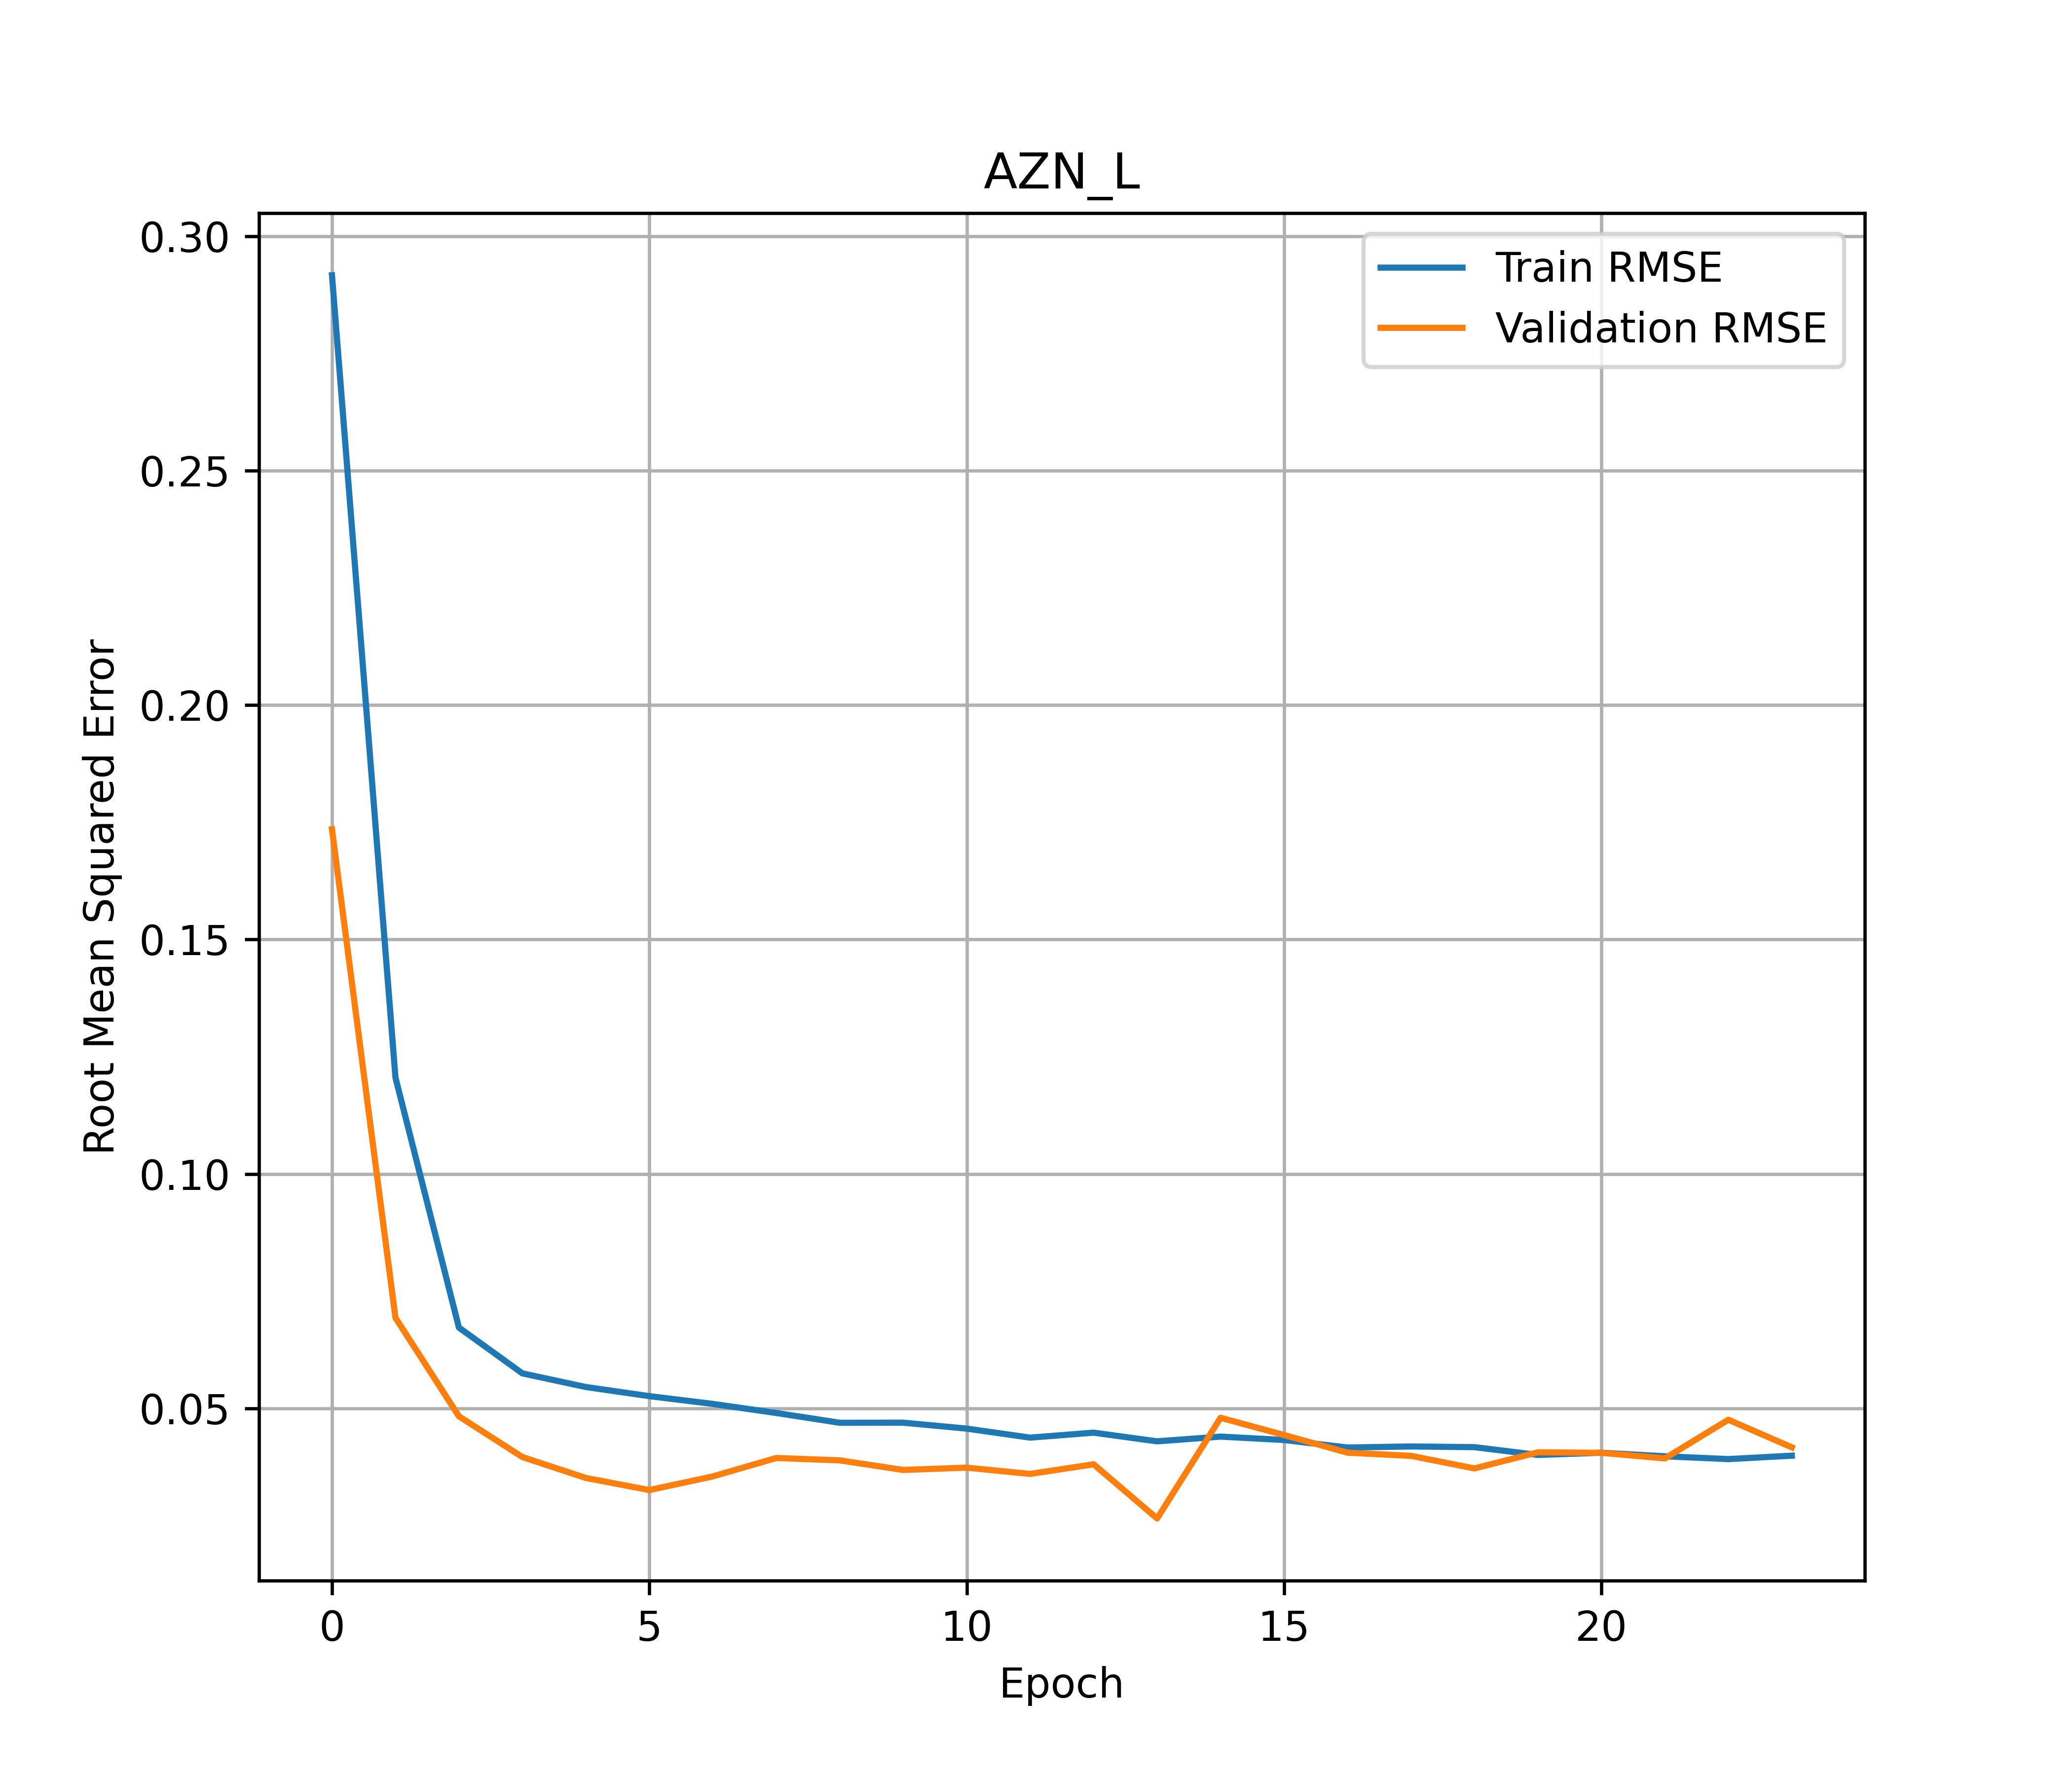 AZN_L
Train RMSE
Validation RMSE
Root Mean Squared Error
0.30
0.25
0.20
0.15
0.10
0.05
0 5 10 15 20
Epoch